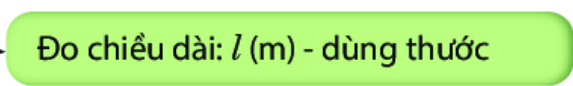 Đo chiều dài: l (m) - dùng thước